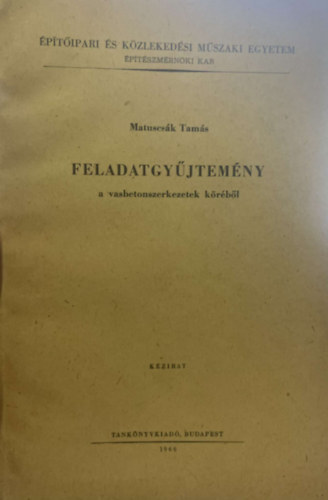 ÉPÍTŐIPARI ÉS KÖZLEKEDÉSI MŰSZAKI EGYETEM
ÉPÍTÉSZMÉRNÖKI KAR
Matuscsák Tamás
FELADATGYŰJTEMÉNY
a vasbetonszerkezetek köréből
KÉZIRAT
TANKÖNYVKIADÓ, BUDAPEST